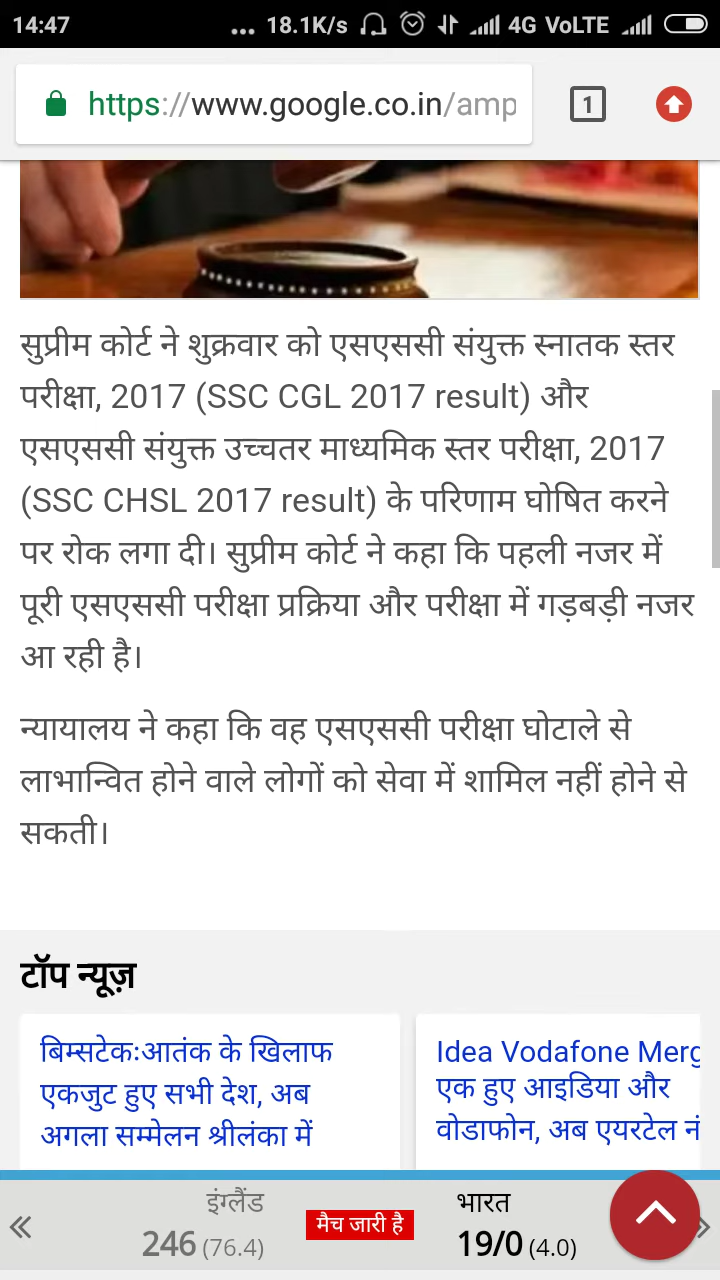 14:47 ... 18.1K/s 4G VoLTE
https://www.google.co.in/amp 1
सुप्रीम कोर्ट ने शुक्रवार को एसएससी संयुक्त स्नातक स्तर
परीक्षा, 2017 (SSC CGL 2017 result) और
एसएससी संयुक्त उच्चतर माध्यमिक स्तर परीक्षा, 2017
(SSC CHSL 2017 result) के परिणाम घोषित करने
पर रोक लगा दी। सुप्रीम कोर्ट ने कहा कि पहली नजर में
पूरी एसएससी परीक्षा प्रक्रिया और परीक्षा में गड़बड़ी नजर
आ रही है।
न्यायालय ने कहा कि वह एसएससी परीक्षा घोटाले से
लाभान्वित होने वाले लोगों को सेवा में शामिल नहीं होने से
सकती।
टॉप न्यूज़
बिम्सटेकःआतंक के खिलाफ
एकजुट हुए सभी देश, अब
अगला सम्मेलन श्रीलंका में
Idea Vodafone Merg
एक हुए आइडिया और
वोडाफोन, अब एयरटेल नं
इंग्लैंड
246 (76.4)
मैच जारी है
भारत
19/0 (4.0)